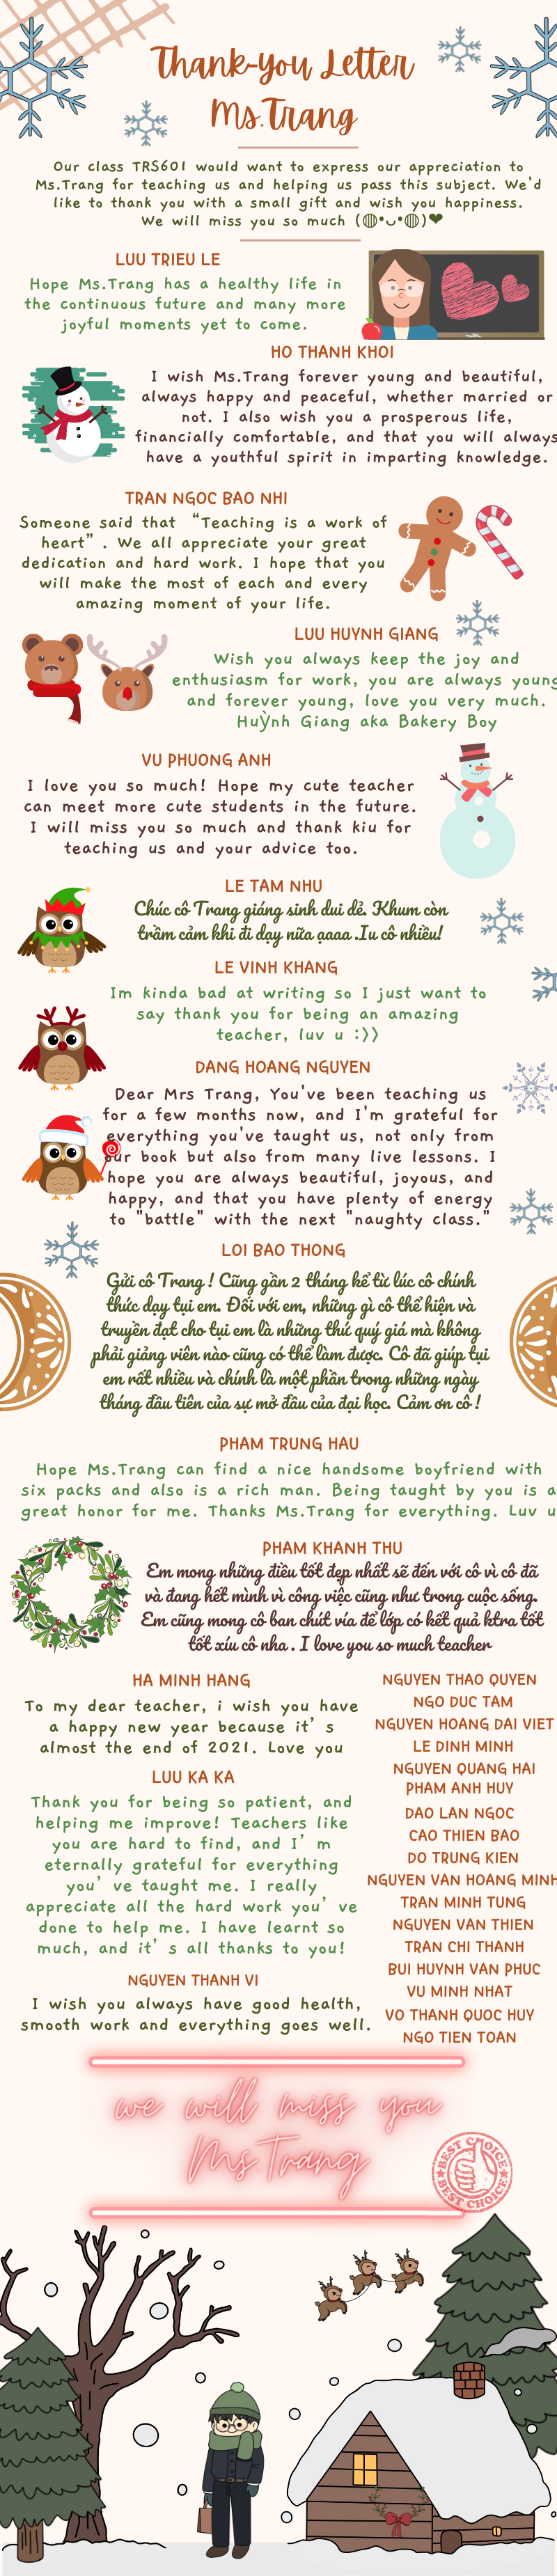 Thank-you Letter
Ms.Trang
Our class TRS601 would want to express our appreciation to
Ms.Trang for teaching us and helping us pass this subject. We'd
like to thank you with a small gift and wish you happiness.
We will miss you so much (◍•ᴗ•◍)❤
LUU TRIEU LE
Hope Ms.Trang has a healthy life in
the continuous future and many more
joyful moments yet to come.
HO THANH KHOI
I wish Ms.Trang forever young and beautiful,
always happy and peaceful, whether married or
not. I also wish you a prosperous life,
financially comfortable, and that you will always
have a youthful spirit in imparting knowledge.
TRAN NGOC BAO NHI
Someone said that “Teaching is a work of
heart”. We all appreciate your great
dedication and hard work. I hope that you
will make the most of each and every
amazing moment of your life.
LUU HUYNH GIANG
Wish you always keep the joy and
enthusiasm for work, you are always young
and forever young, love you very much.
Huỳnh Giang aka Bakery Boy
VU PHUONG ANH
I love you so much! Hope my cute teacher
can meet more cute students in the future.
I will miss you so much and thank kiu for
teaching us and your advice too.
LE TAM NHU
Chúc cô Trang giáng sinh dui dẻ. Khum còn
trầm cảm khi đi dạy nữa ạaaa .Iu cô nhiều!
LE VINH KHANG
Im kinda bad at writing so I just want to
say thank you for being an amazing
teacher, luv u :))
DANG HOANG NGUYEN
Dear Mrs Trang, You've been teaching us
for a few months now, and I'm grateful for
everything you've taught us, not only from
our book but also from many live lessons. I
hope you are always beautiful, joyous, and
happy, and that you have plenty of energy
to "battle" with the next "naughty class."
LOI BAO THONG
Gửi cô Trang ! Cũng gần 2 tháng kể từ lúc cô chính
thức dạy tụi em. Đối với em, những gì cô thể hiện và
truyền đạt cho tụi em là những thứ quý giá mà không
phải giảng viên nào cũng có thể làm được. Cô đã giúp tụi
em rất nhiều và chính là một phần trong những ngày
tháng đầu tiên của sự mở đầu của đại học. Cảm ơn cô !
PHAM TRUNG HAU
Hope Ms.Trang can find a nice handsome boyfriend with
six packs and also is a rich man. Being taught by you is a
great honor for me. Thanks Ms.Trang for everything. Luv u
PHAM KHANH THU
Em mong những điều tốt đẹp nhất sẽ đến với cô vì cô đã
và đang hết mình vì công việc cũng như trong cuộc sống.
Em cũng mong cô ban chút vía để lớp có kết quả ktra tốt
tốt xíu cô nha . I love you so much teacher
HA MINH HANG
To my dear teacher, i wish you have
a happy new year because it’s
almost the end of 2021. Love you
LUU KA KA
Thank you for being so patient, and
helping me improve! Teachers like
you are hard to find, and I’m
eternally grateful for everything
you’ve taught me. I really
appreciate all the hard work you’ve
done to help me. I have learnt so
much, and it’s all thanks to you!
NGUYEN THANH VI
I wish you always have good health,
smooth work and everything goes well.
NGUYEN THAO QUYEN
NGO DUC TAM
NGUYEN HOANG DAI VIET
LE DINH MINH
NGUYEN QUANG HAI
PHAM ANH HUY
DAO LAN NGOC
CAO THIEN BAO
DO TRUNG KIEN
NGUYEN VAN HOANG MINH
TRAN MINH TUNG
NGUYEN VAN THIEN
TRAN CHI THANH
BUI HUYNH VAN PHUC
VU MINH NHAT
VO THANH QUOC HUY
NGO TIEN TOAN
we will miss you
Ms.Trang
BEST CHOICE
BEST CHOICE